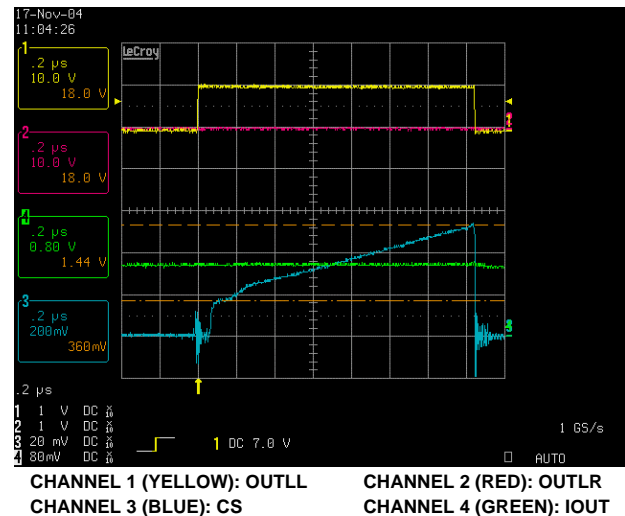 17-Nov-04
11:04:26
LeCroy
1
.2 µs
10.0 V
18.0 V
2
.2 µs
10.0 V
18.0 V
4
.2 µs
0.80 V
1.44 V
3
.2 µs
200mV
360mV
.2 µs
1 1 V DC
2 1 V DC
3 20 mV DC
4 80mV DC
1 DC 7.0 V
1 GS/s
AUTO
CHANNEL 1 (YELLOW): OUTLL CHANNEL 2 (RED): OUTLR
CHANNEL 3 (BLUE): CS CHANNEL 4 (GREEN): IOUT